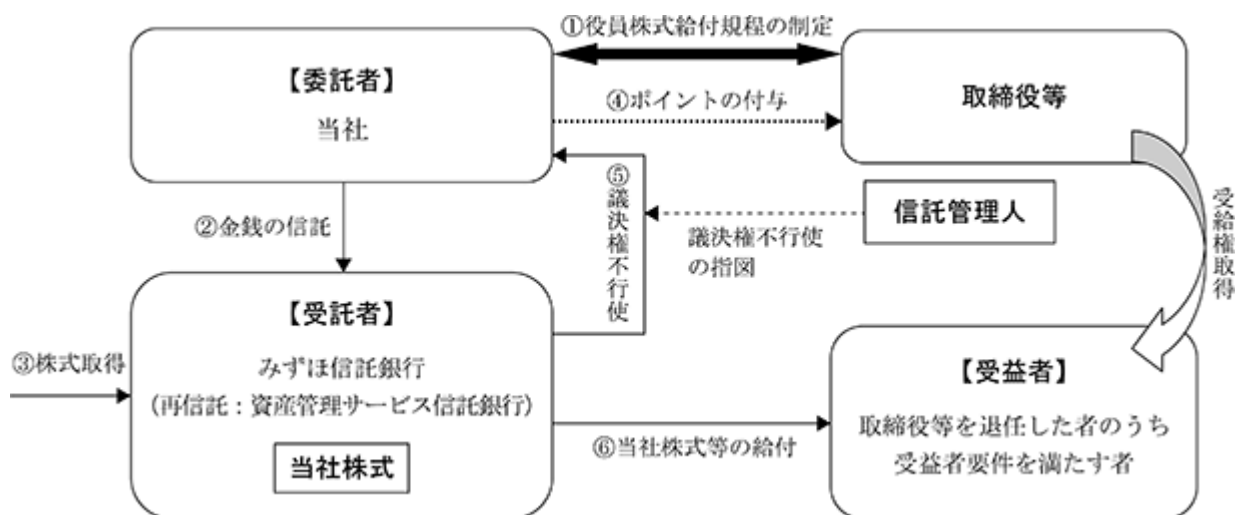 ①役員株式給付規程の制定
【委託者】
当社
④ポイントの付与
取締役等
②金銭の信託
⑤議決権不行使
議決権不行使
の指図
信託管理人
受給権取得
③株式取得
【受託者】
みずほ信託銀行
(再信託：資産管理サービス信託銀行)
当社株式
⑥当社株式等の給付
【受益者】
取締役等を退任した者のうち
受益者要件を満たす者